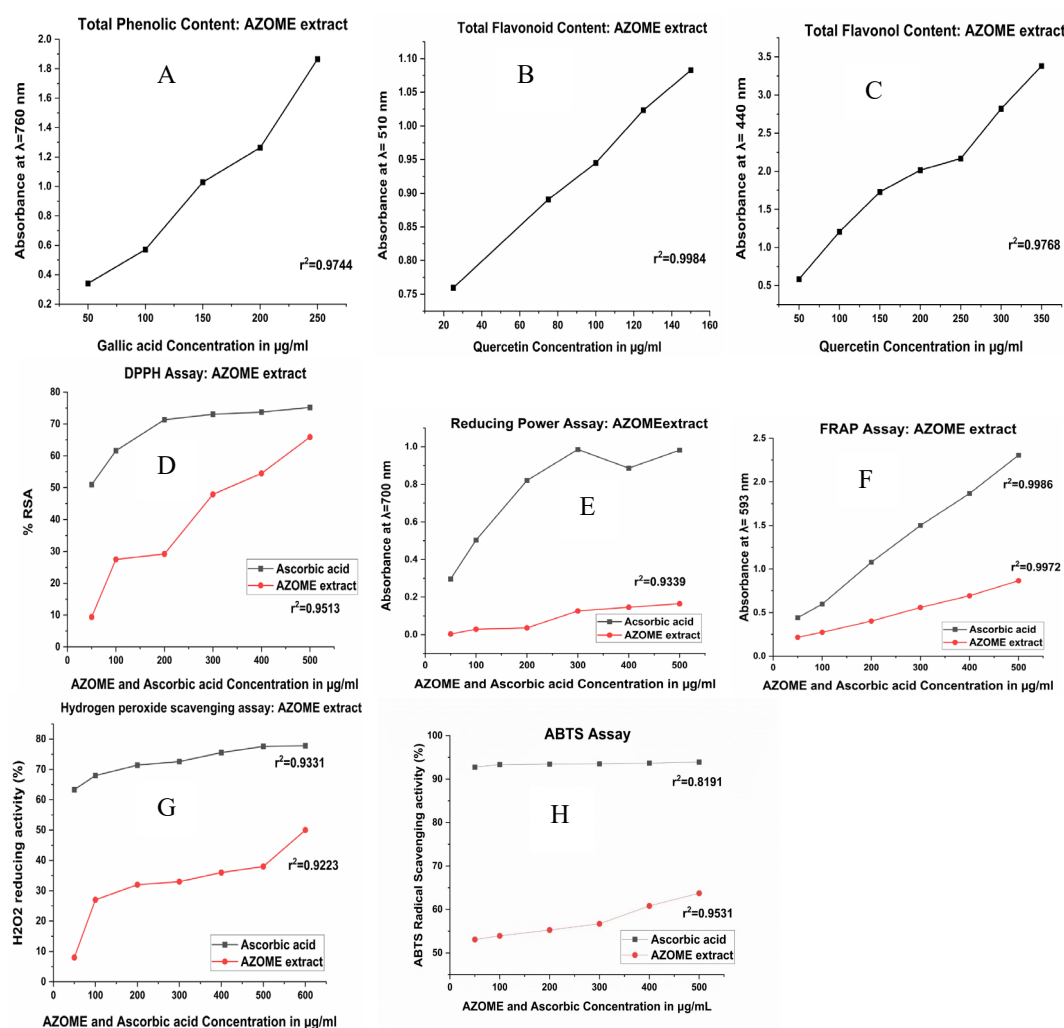 Total Phenolic Content: AZOME extract
A
Absorbance at λ=760 nm
2.0
1.8
1.6
1.4
1.2
1.0
0.8
0.6
0.4
0.2
r²=0.9744
50 100 150 200 250
Gallic acid Concentration in µg/ml
Total Flavonoid Content: AZOME extract
B
Absorbance at λ= 510 nm
1.10
1.05
1.00
0.95
0.90
0.85
0.80
0.75
r²=0.9984
20 40 60 80 100 120 140 160
Quercetin Concentration in µg/ml
Total Flavonol Content: AZOME extract
C
Absorbance at λ= 440 nm
3.5
3.0
2.5
2.0
1.5
1.0
0.5
r²=0.9768
50 100 150 200 250 300 350
Quercetin Concentration in µg/ml
DPPH Assay: AZOME extract
D
% RSA
80
70
60
50
40
30
20
10
0
Ascorbic acid
AZOME extract
r²=0.9513
0 100 200 300 400 500
AZOME and Ascorbic acid Concentration in µg/ml
Reducing Power Assay: AZOMEextract
E
Absorbance at λ=700 nm
1.0
0.8
0.6
0.4
0.2
0.0
r²=0.9339
Acsorbic acid
AZOME extract
0 100 200 300 400 500
AZOME and Ascorbic acid Concentration in µg/ml
FRAP Assay: AZOME extract
F
Absorbance at λ= 593 nm
2.5
2.0
1.5
1.0
0.5
0.0
r²=0.9986
r²=0.9972
Ascorbic acid
AZOME extract
0 100 200 300 400 500
AZOME and Ascorbic acid Concentration in µg/ml
Hydrogen peroxide scavenging assay: AZOME extract
G
H2O2 reducing activity (%)
90
80
70
60
50
40
30
20
10
0
r²=0.9331
r²=0.9223
Ascorbic acid
AZOME extract
0 100 200 300 400 500 600
AZOME and Ascorbic acid Concentration in µg/ml
ABTS Assay
H
ABTS Radical Scavenging activity (%)
100
95
90
85
80
75
70
65
60
55
50
r²=0.8191
r²=0.9531
Ascorbic acid
AZOME extract
0 100 200 300 400 500
AZOME and Ascorbic Concentration in µg/mL